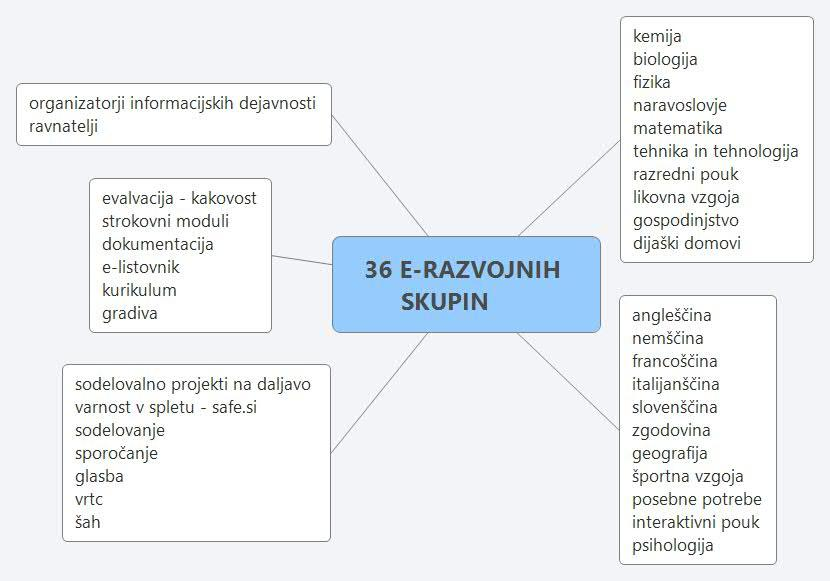 organizatorji informacijskih dejavnosti
ravnatelji
evalvacija - kakovost
strokovni moduli
dokumentacija
e-listovnik
kurikulum
gradiva
sodelovalno projekti na daljavo
varnost v spletu - safe.si
sodelovanje
sporočanje
glasba
vrtc
šah
36 E-RAZVOJNIH
SKUPIN
kemija
biologija
fizika
naravoslovje
matematika
tehnika in tehnologija
razredni pouk
likovna vzgoja
gospodinjstvo
dijaški domovi
angleščina
nemščina
francoščina
italijanščina
slovenščina
zgodovina
geografija
športna vzgoja
posebne potrebe
interaktivni pouk
psihologija